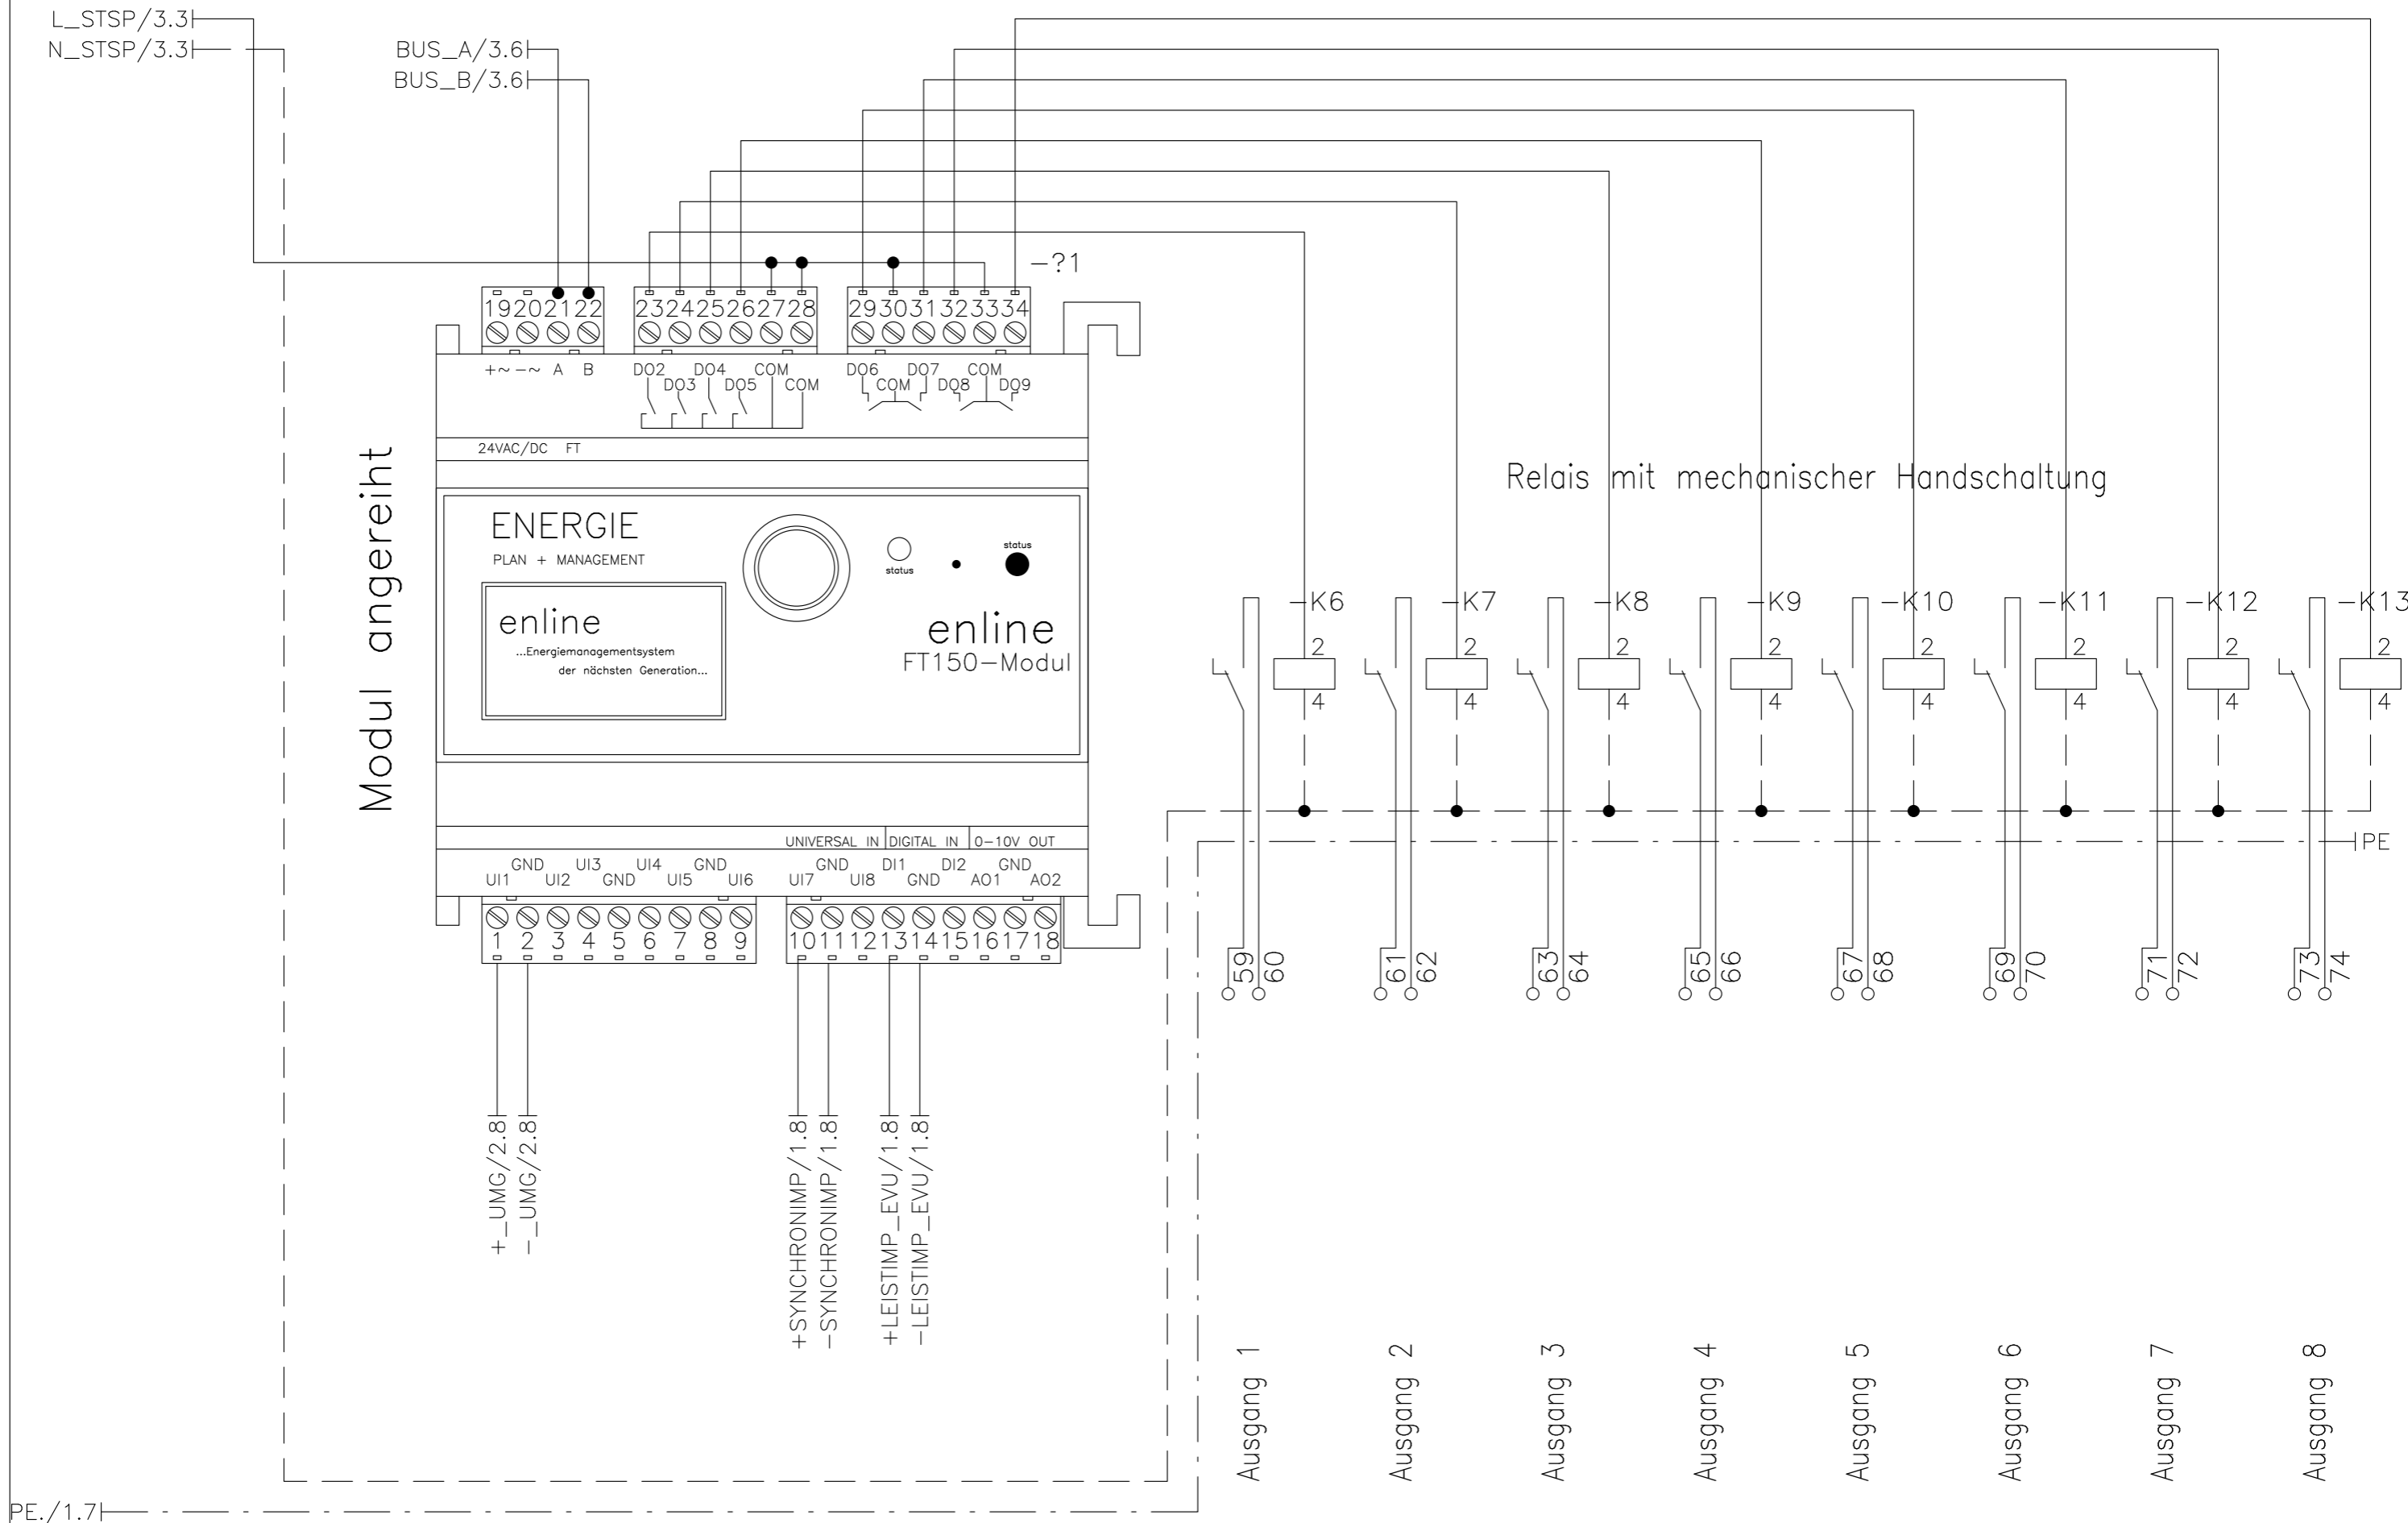 L_STSP/3.3
N_STSP/3.3
BUS_A/3.6
BUS_B/3.6
-?1
19 20 21 22
23 24 25 26 27 28
29 30 31 32 33 34
+~ -~ A B
DO2 DO4 COM
DO3 DO5 COM
DO6 DO7 COM
COM DO8 DO9
24VAC/DC FT
Modul angereiht
ENERGIE
PLAN + MANAGEMENT
status
status
enline
...Energiemanagementsystem
der nächsten Generation...
enline
FT150-Modul
Relais mit mechanischer Handschaltung
-K6 -K7 -K8 -K9 -K10 -K11 -K12 -K13
2 2 2 2 2 2 2 2
4 4 4 4 4 4 4 4
PE
UNIVERSAL IN DIGITAL IN 0-10V OUT
GND UI3 UI4 GND GND DI1 DI2 GND
UI1 UI2 GND UI5 UI6 UI7 UI8 GND AO1 AO2
1 2 3 4 5 6 7 8 9
10 11 12 13 14 15 16 17 18
59 60 61 62 63 64 65 66 67 68 69 70 71 72 73 74
+_UMG/2.8
-_UMG/2.8
+SYNCHRONIMP/1.8
-SYNCHRONIMP/1.8
+LEISTIMP_EVU/1.8
-LEISTIMP_EVU/1.8
Ausgang 1
Ausgang 2
Ausgang 3
Ausgang 4
Ausgang 5
Ausgang 6
Ausgang 7
Ausgang 8
PE./1.7